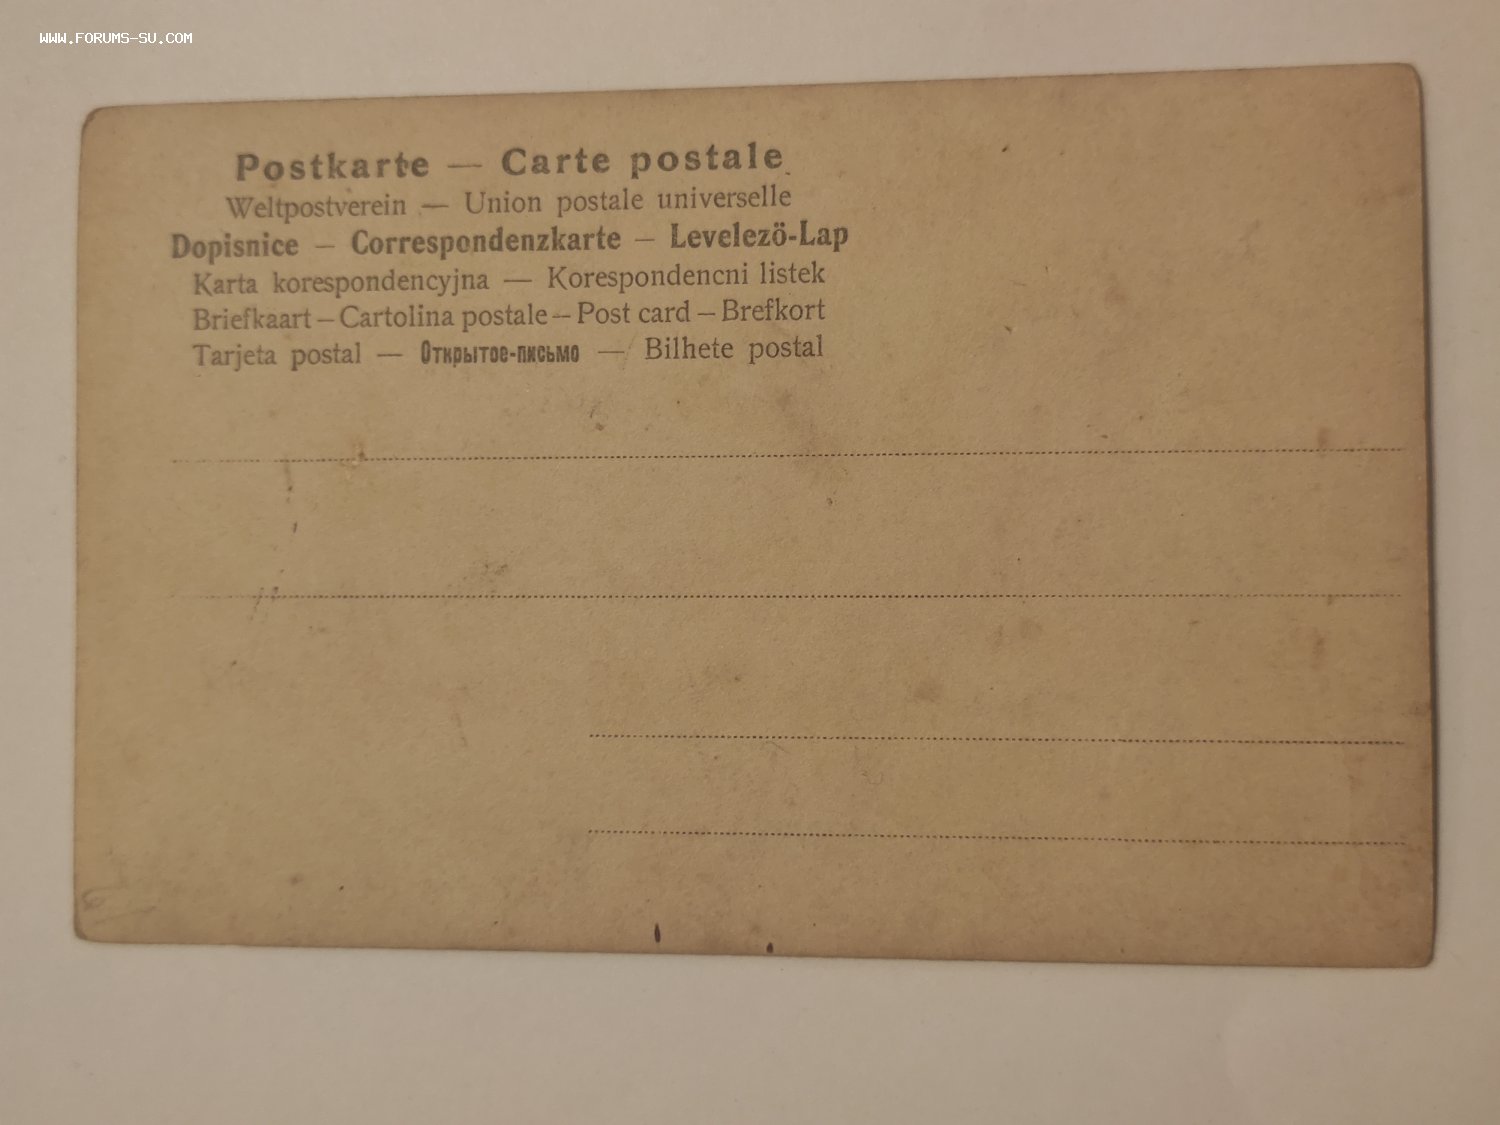 WWW.FORUMS-SU.COM
Postkarte — Carte postale
Weltpostverein — Union postale universelle
Dopisnice — Correspondenzkarte — Levelezö-Lap
Karta korespondencyjna — Korespondencni listek
Briefkaart — Cartolina postale — Post card — Brefkort
Tarjeta postal — Открытое-письмо — Bilhete postal